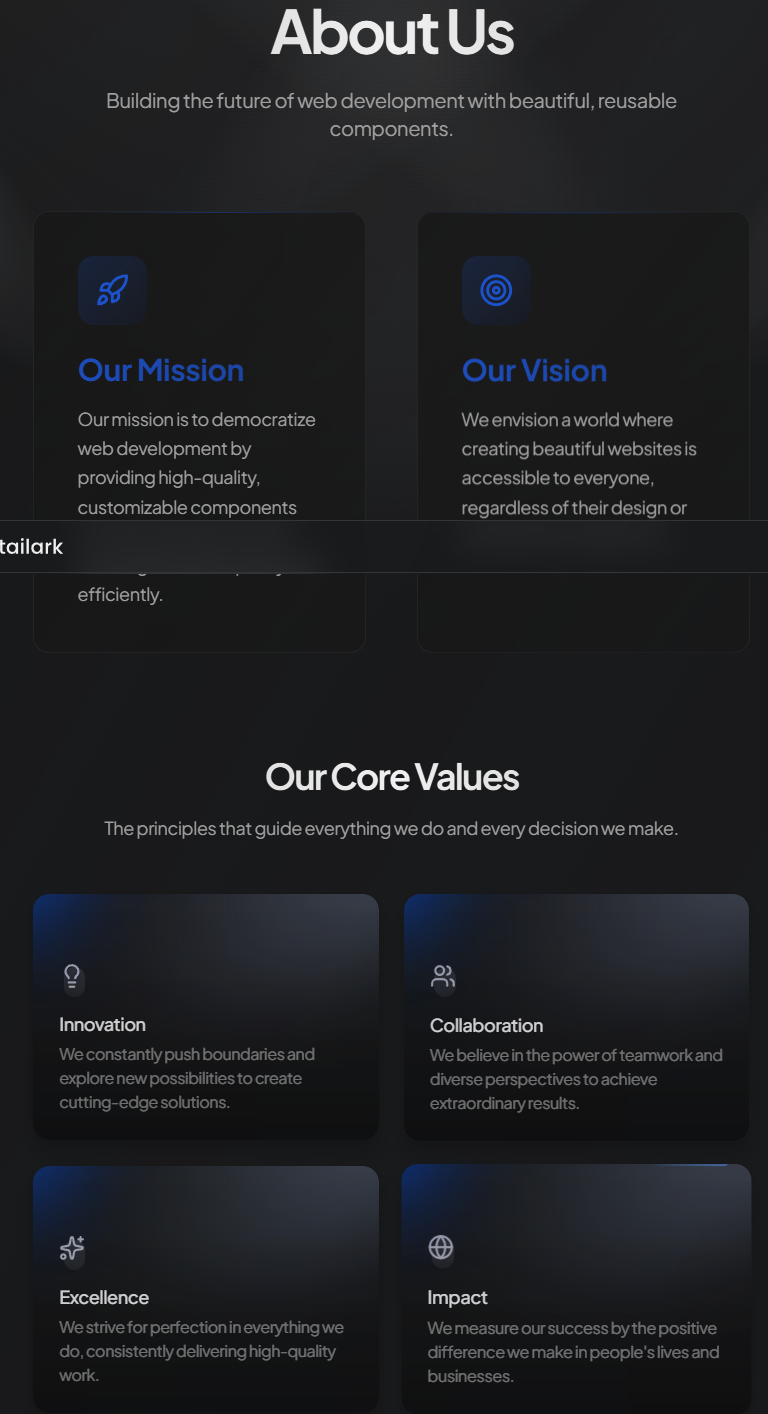 About Us
Building the future of web development with beautiful, reusable
components.
Our Mission
Our mission is to democratize
web development by
providing high-quality,
customizable components
efficiently.
Our Vision
We envision a world where
creating beautiful websites is
accessible to everyone,
regardless of their design or
tailark
Our Core Values
The principles that guide everything we do and every decision we make.
Innovation
We constantly push boundaries and
explore new possibilities to create
cutting-edge solutions.
Collaboration
We believe in the power of teamwork and
diverse perspectives to achieve
extraordinary results.
Excellence
We strive for perfection in everything we
do, consistently delivering high-quality
work.
Impact
We measure our success by the positive
difference we make in people's lives and
businesses.